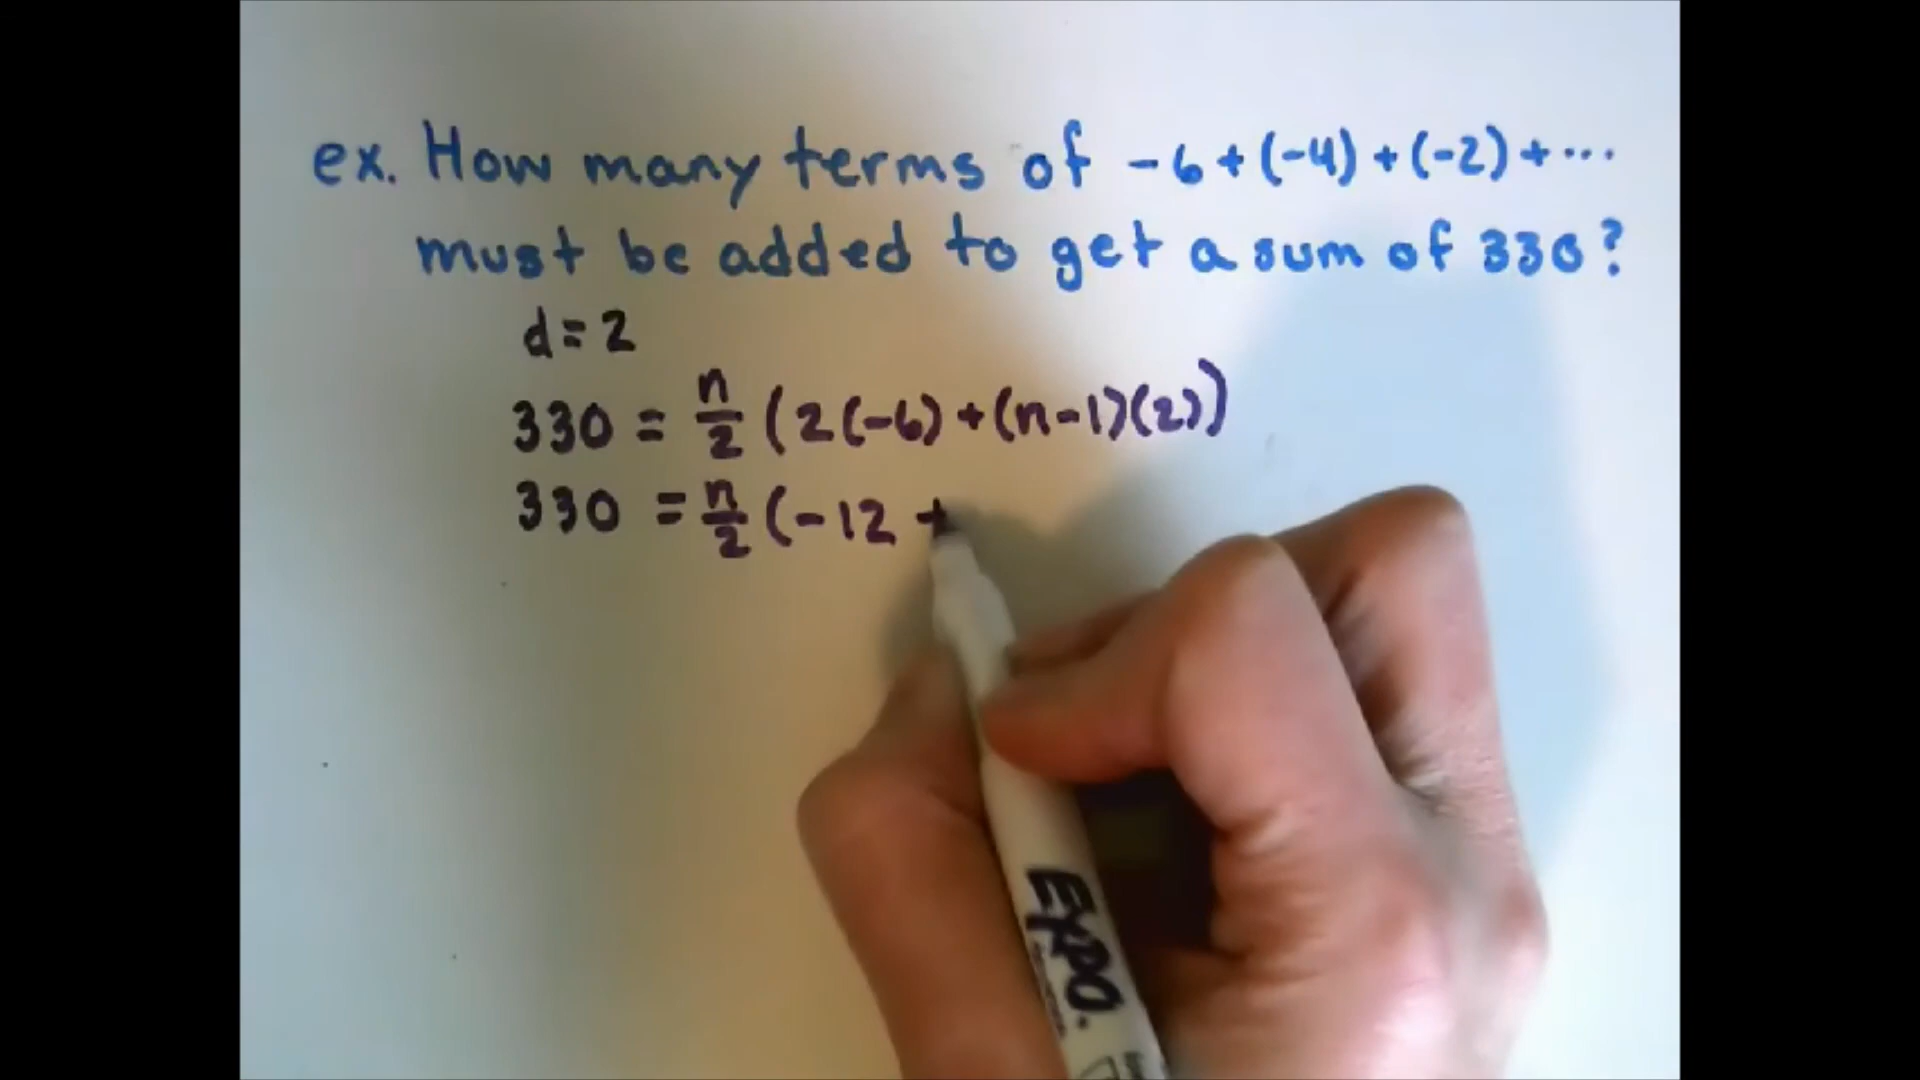 ex. How many terms of -6+(-4)+(-2)+...
must be added to get a sum of 330?
d=2
330 = n/2 (2(-6)+(n-1)(2))
330 = n/2 (-12 +
EXPO.